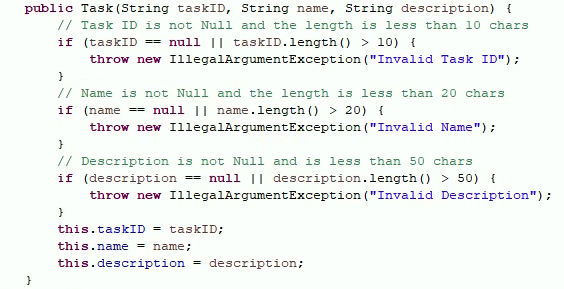 public Task(String taskID, String name, String description) {
// Task ID is not Null and the length is less than 10 chars
if (taskID == null || taskID.length() > 10) {
throw new IllegalArgumentException("Invalid Task ID");
}
// Name is not Null and the length is less than 20 chars
if (name == null || name.length() > 20) {
throw new IllegalArgumentException("Invalid Name");
}
// Description is not Null and is less than 50 chars
if (description == null || description.length() > 50) {
throw new IllegalArgumentException("Invalid Description");
}
this.taskID = taskID;
this.name = name;
this.description = description;
}